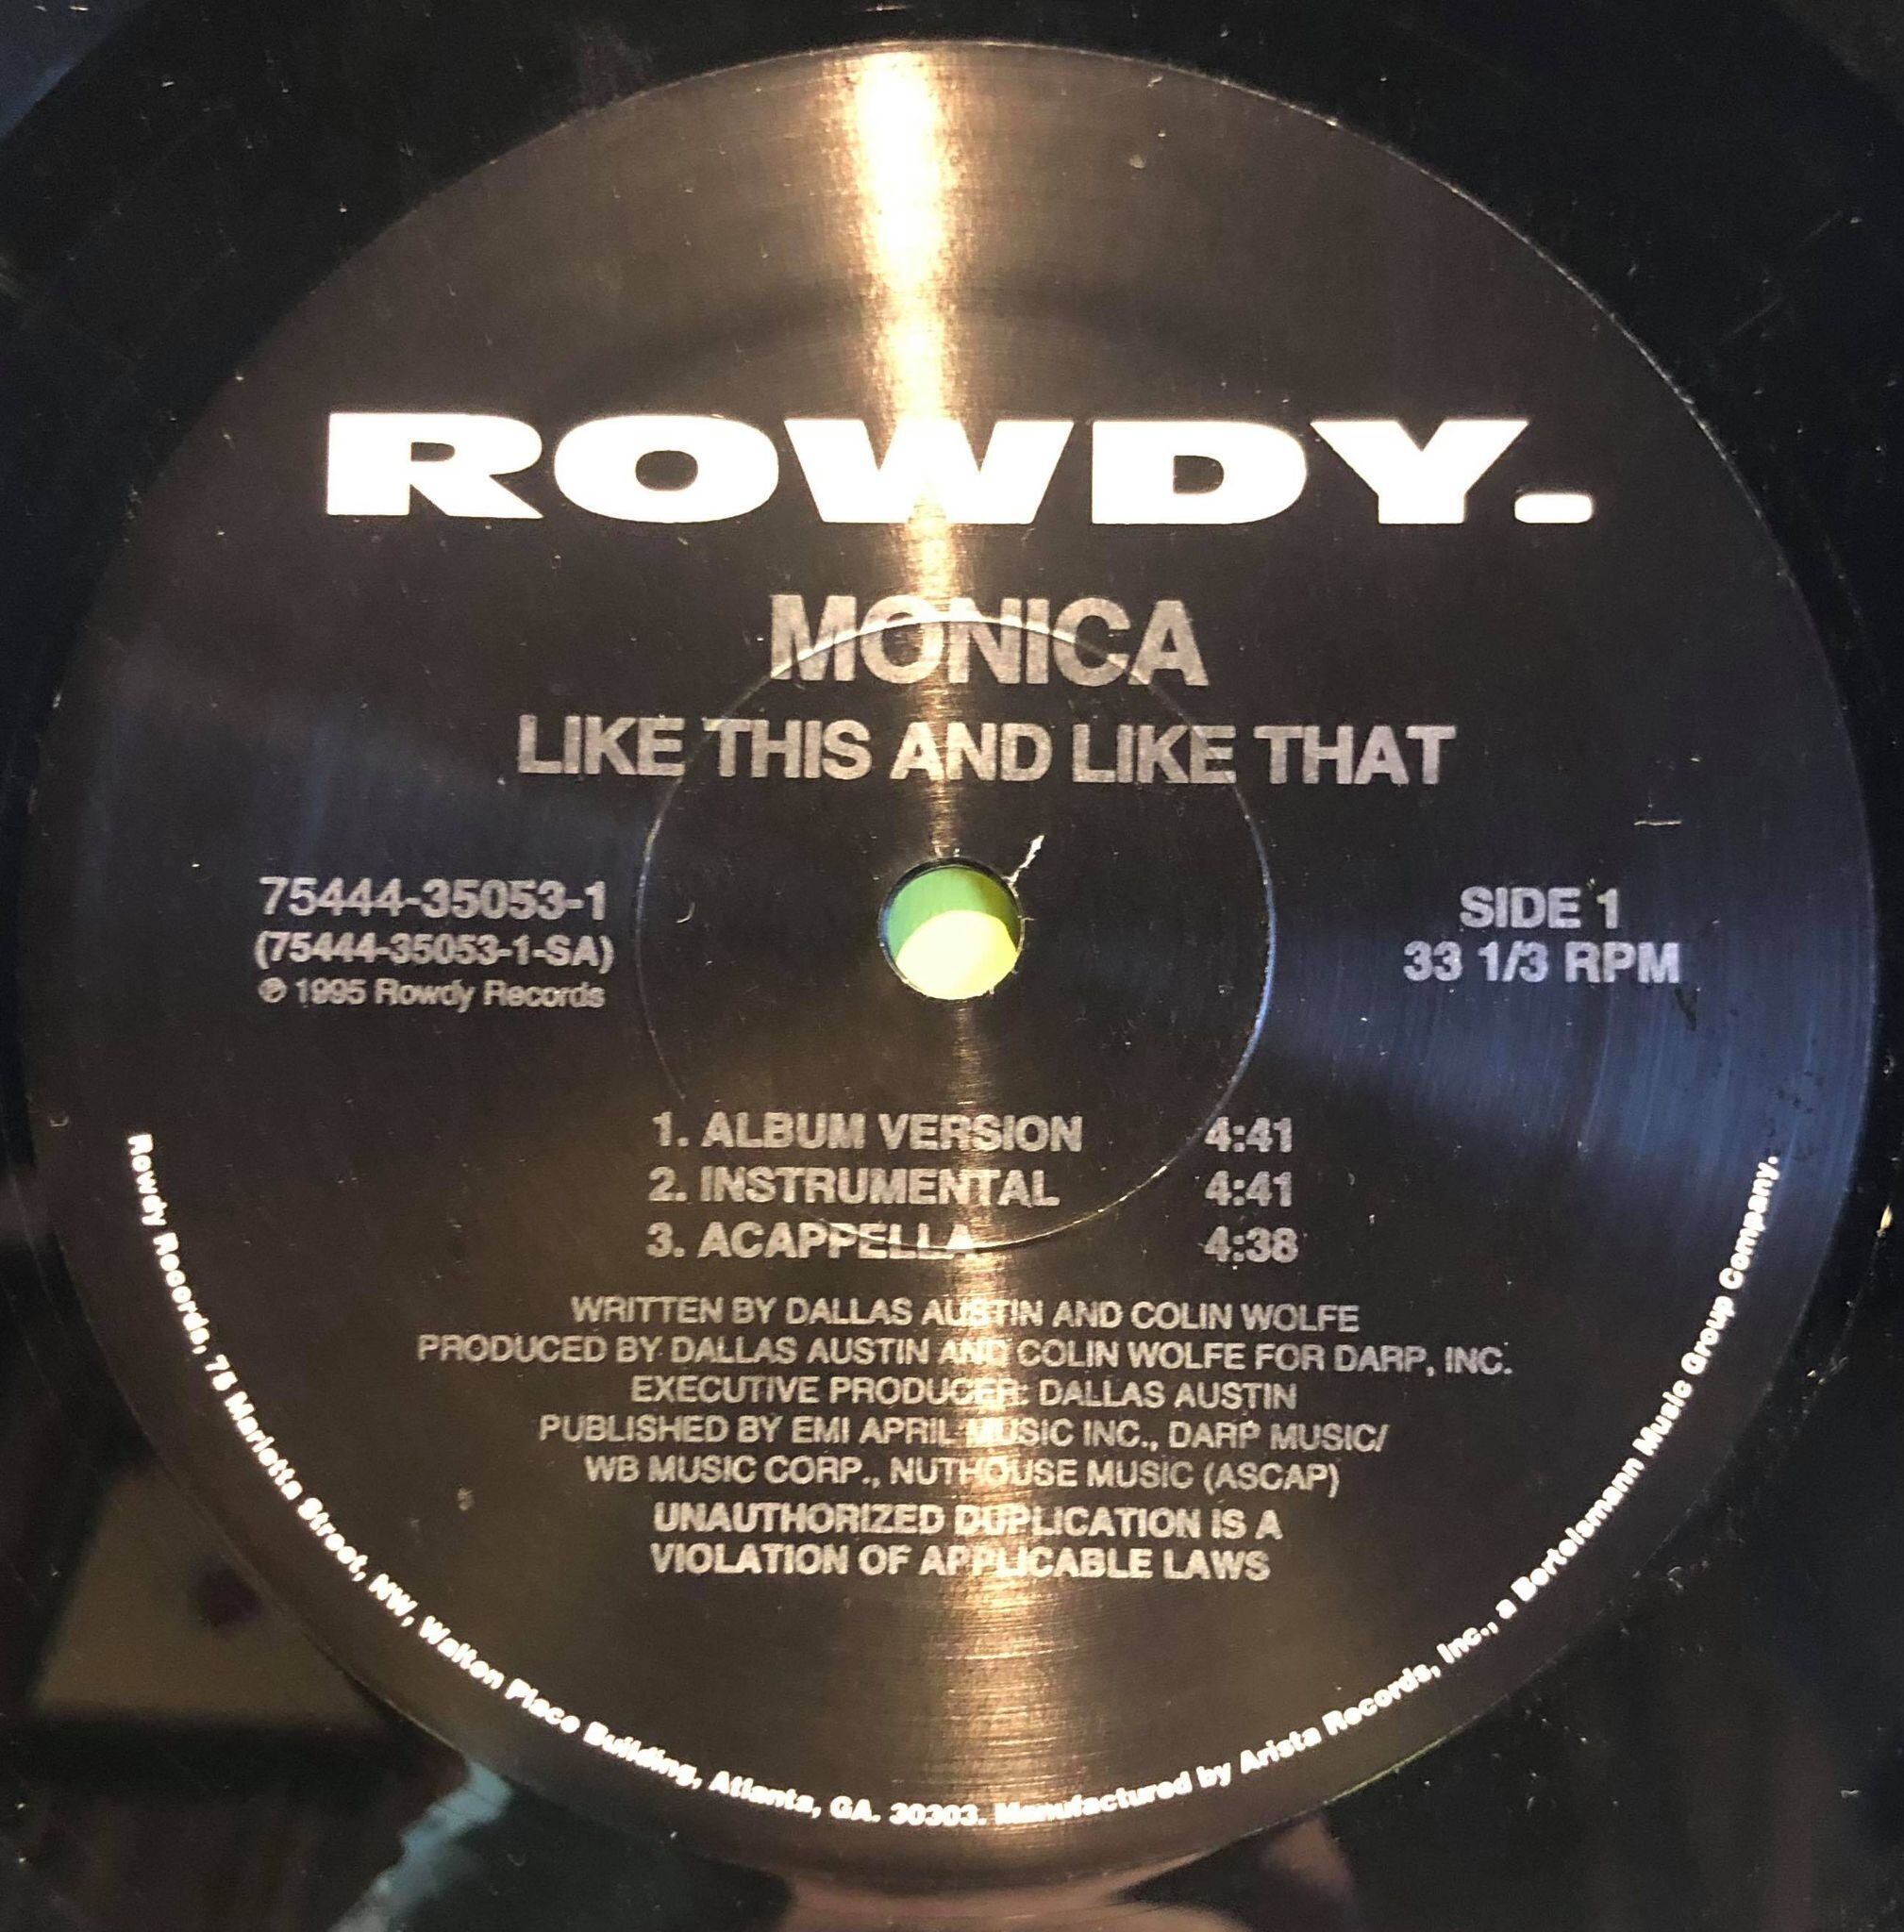 ROWDY.
MONICA
LIKE THIS AND LIKE THAT
75444-35053-1
(75444-35053-1-SA)
℗ 1995 Rowdy Records
SIDE 1
33 1/3 RPM
1. ALBUM VERSION 4:41
2. INSTRUMENTAL 4:41
3. ACAPPELLA 4:38
WRITTEN BY DALLAS AUSTIN AND COLIN WOLFE
PRODUCED BY DALLAS AUSTIN AND COLIN WOLFE FOR DARP, INC.
EXECUTIVE PRODUCER: DALLAS AUSTIN
PUBLISHED BY EMI APRIL MUSIC INC., DARP MUSIC/
WB MUSIC CORP., NUTHOUSE MUSIC (ASCAP)
UNAUTHORIZED DUPLICATION IS A
VIOLATION OF APPLICABLE LAWS
Rowdy Records, 75 Marietta Street, NW, Walton Place Building, Atlanta, GA. 30303. Manufactured by Arista Records, Inc., a Bertelsmann Music Group Company.